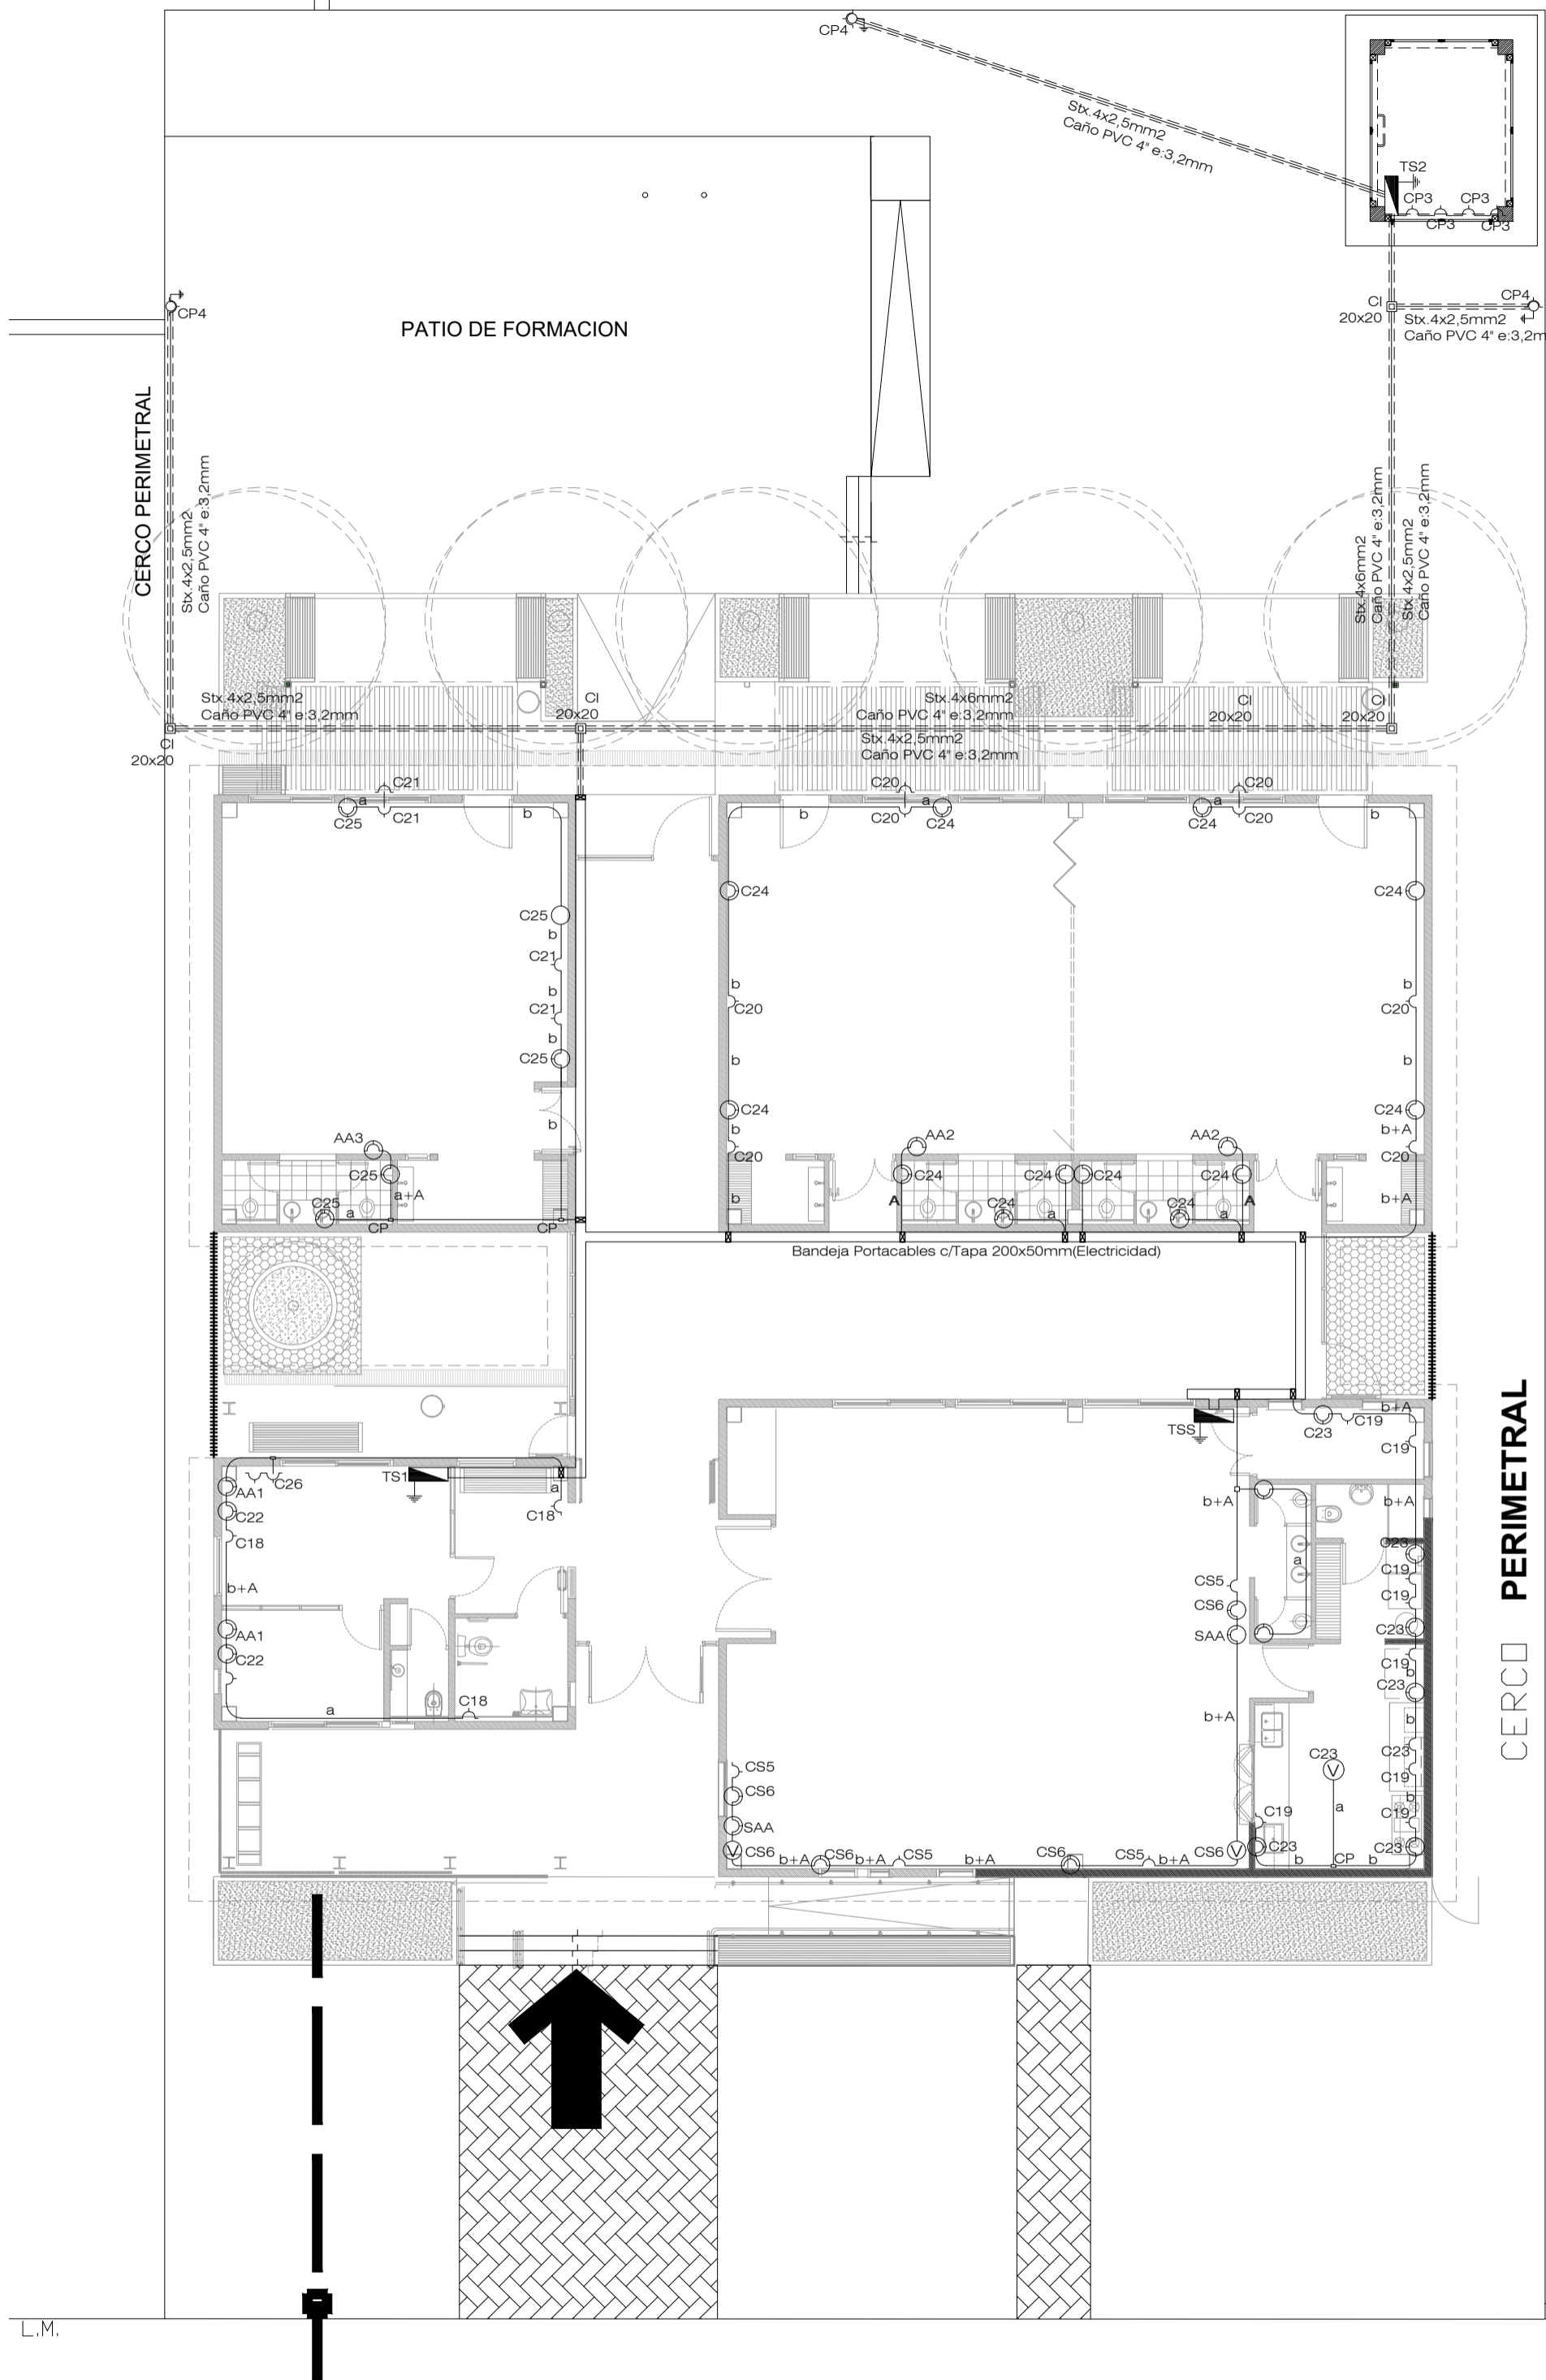 CP4
Stx.4x2,5mm2
Caño PVC 4" e:3,2mm
TS2
CP3
CP3
CP3
CP3
CP4
PATIO DE FORMACION
CI
20x20
CP4
Stx.4x2,5mm2
Caño PVC 4" e:3,2m
CERCO PERIMETRAL
Stx.4x2,5mm2
Caño PVC 4" e:3,2mm
Stx.4x6mm2
Caño PVC 4" e:3,2mm
Stx.4x2,5mm2
Caño PVC 4" e:3,2mm
Stx.4x2,5mm2
Caño PVC 4" e:3,2mm
CI
20x20
Stx.4x6mm2
Caño PVC 4" e:3,2mm
Stx.4x2,5mm2
Caño PVC 4" e:3,2mm
CI
20x20
CI
20x20
CI
20x20
C21
a
C25
C21
b
C20
a
b
C20
C24
C20
a
C24
C20
b
C24
C24
C25
b
C21
b
C21
b
C25
b
b
C20
b
C24
b
C20
b
b
C20
b
C24
b+A
C20
b+A
AA3
C25
a+A
C25
a
CP
CP
AA2
C24
A
C24
C24
a
AA2
C24
C24
A
C24
a
Bandeja Portacables c/Tapa 200x50mm(Electricidad)
TS1
C26
AA1
C22
C18
b+A
AA1
C22
a
C18
a
C18
TSS
C23
C19
b+A
C19
b+A
a
b+A
C23
C19
C19
C23
C19
b
C23
b
C23
C19
b
C19
C23
CS5
CS6
SAA
b+A
C23
a
C19
C23
b
CP
b
CS5
CS6
SAA
CS6
b+A
CS6
b+A
CS5
b+A
CS6
CS5
b+A
CS6
CERCO PERIMETRAL
L.M.